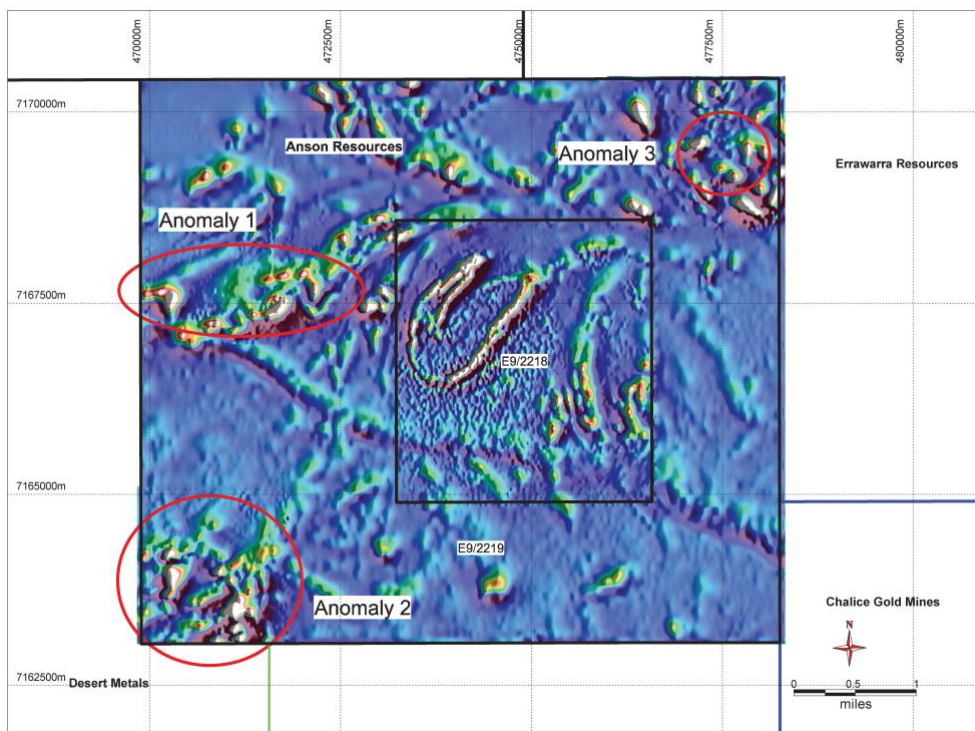 470000m
472500m
475000m
477500m
480000m
7170000m
Anson Resources
Anomaly 3
Errawarra Resources
Anomaly 1
7167500m
E9/2218
7165000m
E9/2219
Anomaly 2
Chalice Gold Mines
N
7162500m
Desert Metals
0 0.5 1
miles